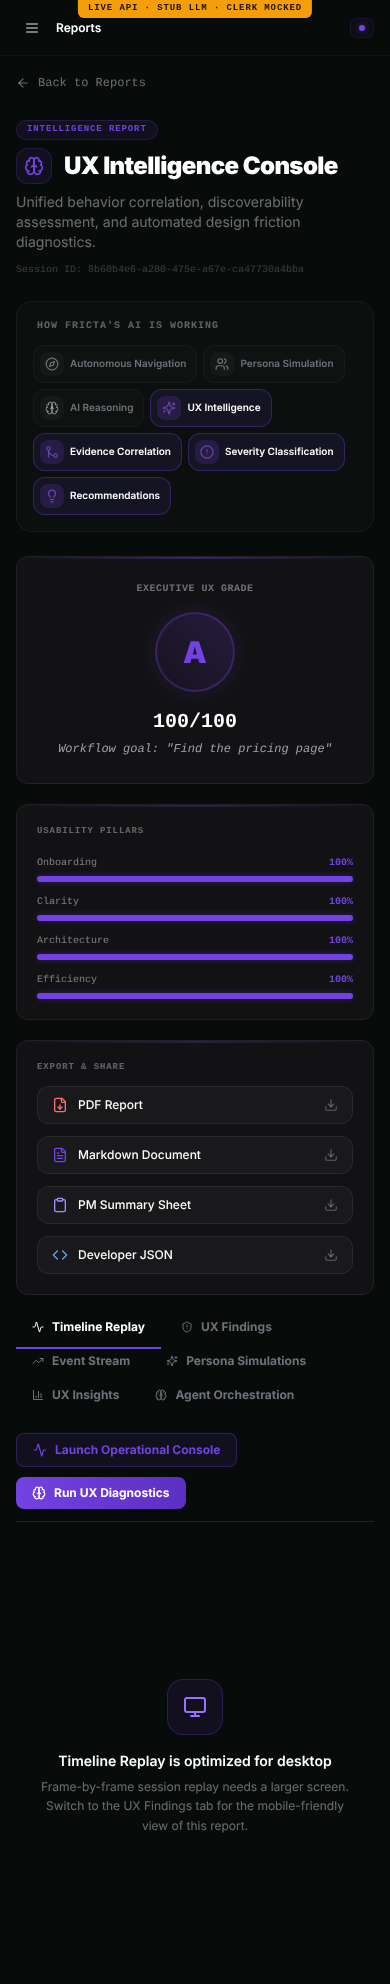 LIVE API · STUB LLM · CLERK MOCKED
Reports
Back to Reports
INTELLIGENCE REPORT
UX Intelligence Console
Unified behavior correlation, discoverability
assessment, and automated design friction
diagnostics.
Session ID: 8b60b4e6-a280-475e-a67e-ca47730a4bba
HOW FRICTA'S AI IS WORKING
Autonomous Navigation
Persona Simulation
AI Reasoning
UX Intelligence
Evidence Correlation
Severity Classification
Recommendations
EXECUTIVE UX GRADE
A
100/100
Workflow goal: "Find the pricing page"
USABILITY PILLARS
Onboarding 100%
Clarity 100%
Architecture 100%
Efficiency 100%
EXPORT & SHARE
PDF Report
Markdown Document
PM Summary Sheet
Developer JSON
Timeline Replay
UX Findings
Event Stream
Persona Simulations
UX Insights
Agent Orchestration
Launch Operational Console
Run UX Diagnostics
Timeline Replay is optimized for desktop
Frame-by-frame session replay needs a larger screen.
Switch to the UX Findings tab for the mobile-friendly
view of this report.